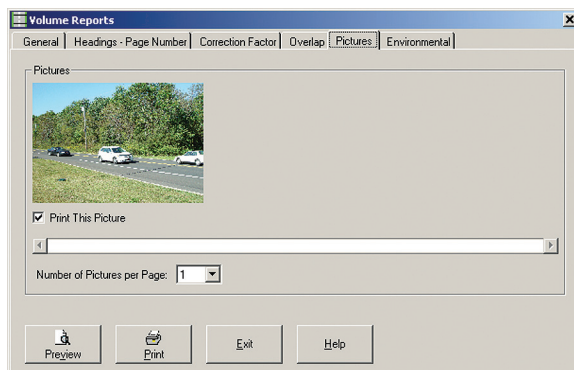 Volume Reports
General Headings - Page Number Correction Factor Overlap Pictures Environmental
Pictures
Print This Picture
Number of Pictures per Page: 1
Preview Print Exit Help